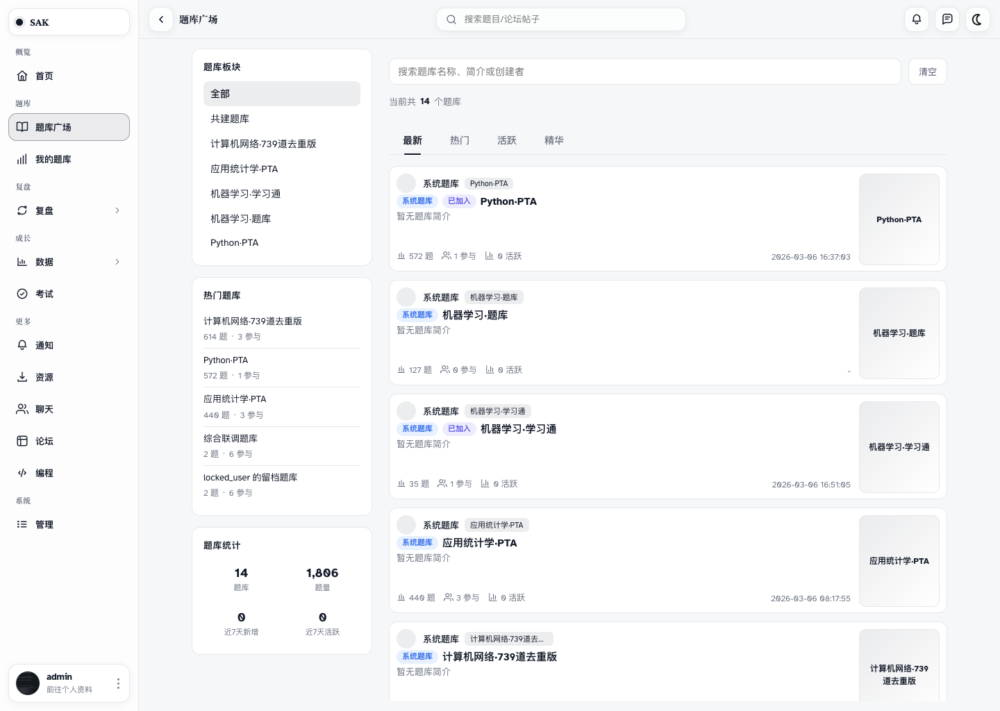 SAK
概览
首页
题库
题库广场
我的题库
复盘
复盘
成长
数据
考试
更多
通知
资源
聊天
论坛
编程
系统
管理
admin
前往个人资料
题库广场
搜索题目/论坛帖子
题库板块
全部
共建题库
计算机网络·739道去重版
应用统计学·PTA
机器学习·学习通
机器学习·题库
Python·PTA
热门题库
计算机网络·739道去重版
614 题 · 3 参与
Python·PTA
572 题 · 1 参与
应用统计学·PTA
440 题 · 3 参与
综合联调题库
2 题 · 6 参与
locked_user 的留档题库
2 题 · 6 参与
题库统计
14 1,806
题库 题量
0 0
近7天新增 近7天活跃
搜索题库名称、简介或创建者 清空
当前共 14 个题库
最新 热门 活跃 精华
系统题库 Python·PTA
系统题库 已加入 Python·PTA
暂无题库简介
572 题 1 参与 0 活跃 2026-03-06 16:37:03
Python·PTA
系统题库 机器学习·题库
系统题库 机器学习·题库
暂无题库简介
127 题 0 参与 0 活跃 -
机器学习·题库
系统题库 机器学习·学习通
系统题库 已加入 机器学习·学习通
暂无题库简介
35 题 1 参与 0 活跃 2026-03-06 16:51:05
机器学习·学习通
系统题库 应用统计学·PTA
系统题库 应用统计学·PTA
暂无题库简介
440 题 3 参与 0 活跃 2026-03-06 08:17:55
应用统计学·PTA
系统题库 计算机网络·739道去...
系统题库 计算机网络·739道去重版
暂无题库简介
计算机网络·739
道去重版